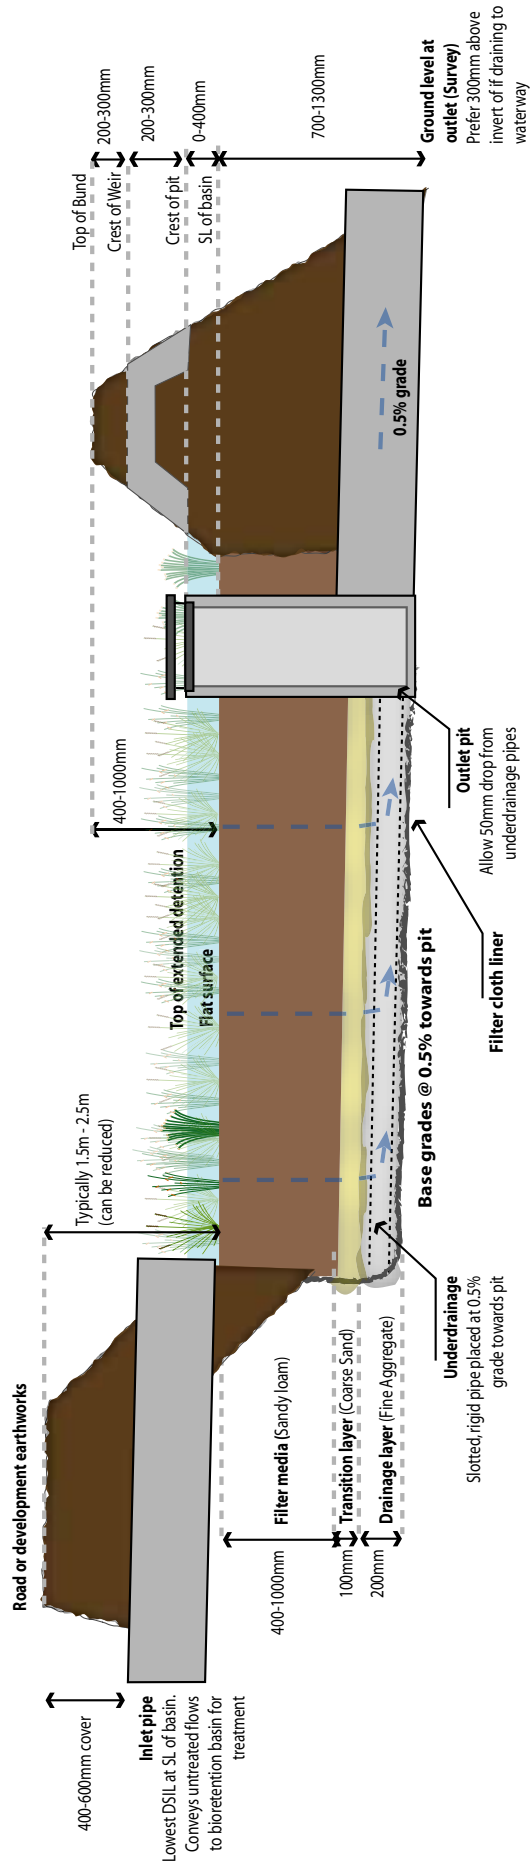 Road or development earthworks
400-600mm cover
Inlet pipe
Lowest DSIL at SL of basin.
Conveys untreated flows
to bioretention basin for
treatment
Typically 1.5m - 2.5m
(can be reduced)
400-1000mm
Top of extended detention
Flat surface
Filter media (Sandy loam)
400-1000mm
Transition layer (Coarse Sand)
100mm
Drainage layer (Fine Aggregate)
200mm
Underdrainage
Slotted, rigid pipe placed at 0.5%
grade towards pit
Base grades @ 0.5% towards pit
Filter cloth liner
Outlet pit
Allow 50mm drop from
underdrainage pipes
0.5% grade
Top of Bund
200-300mm
Crest of Weir
200-300mm
Crest of pit
0-400mm
SL of basin
700-1300mm
Ground level at
outlet (Survey)
Prefer 300mm above
invert of if draining to
waterway